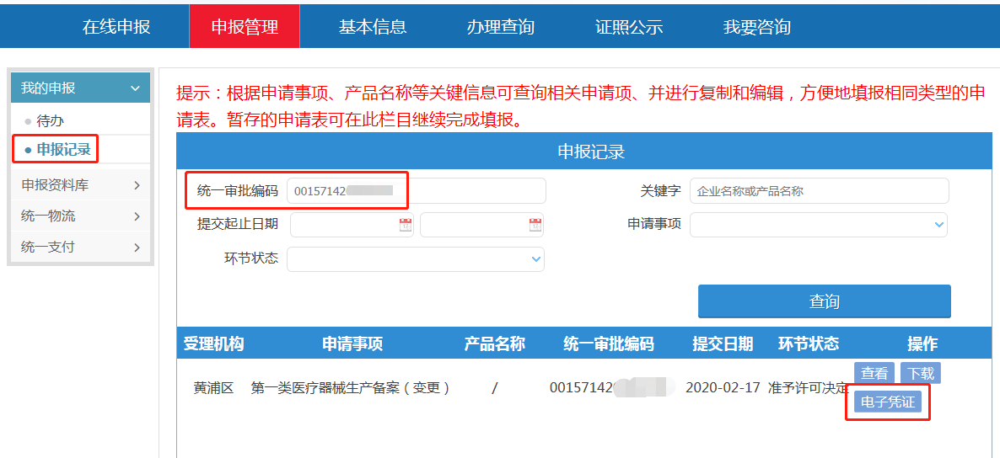 在线申报 申报管理 基本信息 办理查询 证照公示 我要咨询
我的申报
待办
申报记录
申报资料库
统一物流
统一支付
提示：根据申请事项、产品名称等关键信息可查询相关申请项、并进行复制和编辑，方便地填报相同类型的申
请表。暂存的申请表可在此栏目继续完成填报。
申报记录
统一审批编码 00157142 关键字 企业名称或产品名称
提交起止日期 申请事项
环节状态
查询
受理机构 申请事项 产品名称 统一审批编码 提交日期 环节状态 操作
查看 下载
黄浦区 第一类医疗器械生产备案（变更） / 00157142 2020-02-17 准予许可决定
电子凭证